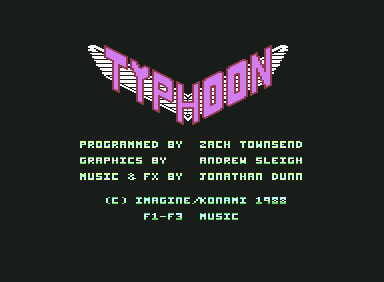 TYPHOON
PROGRAMMED BY ZACH TOWNSEND
GRAPHICS BY ANDREW SLEIGH
MUSIC & FX BY JONATHAN DUNN
(C) IMAGINE/KONAMI 1988
F1-F3 MUSIC